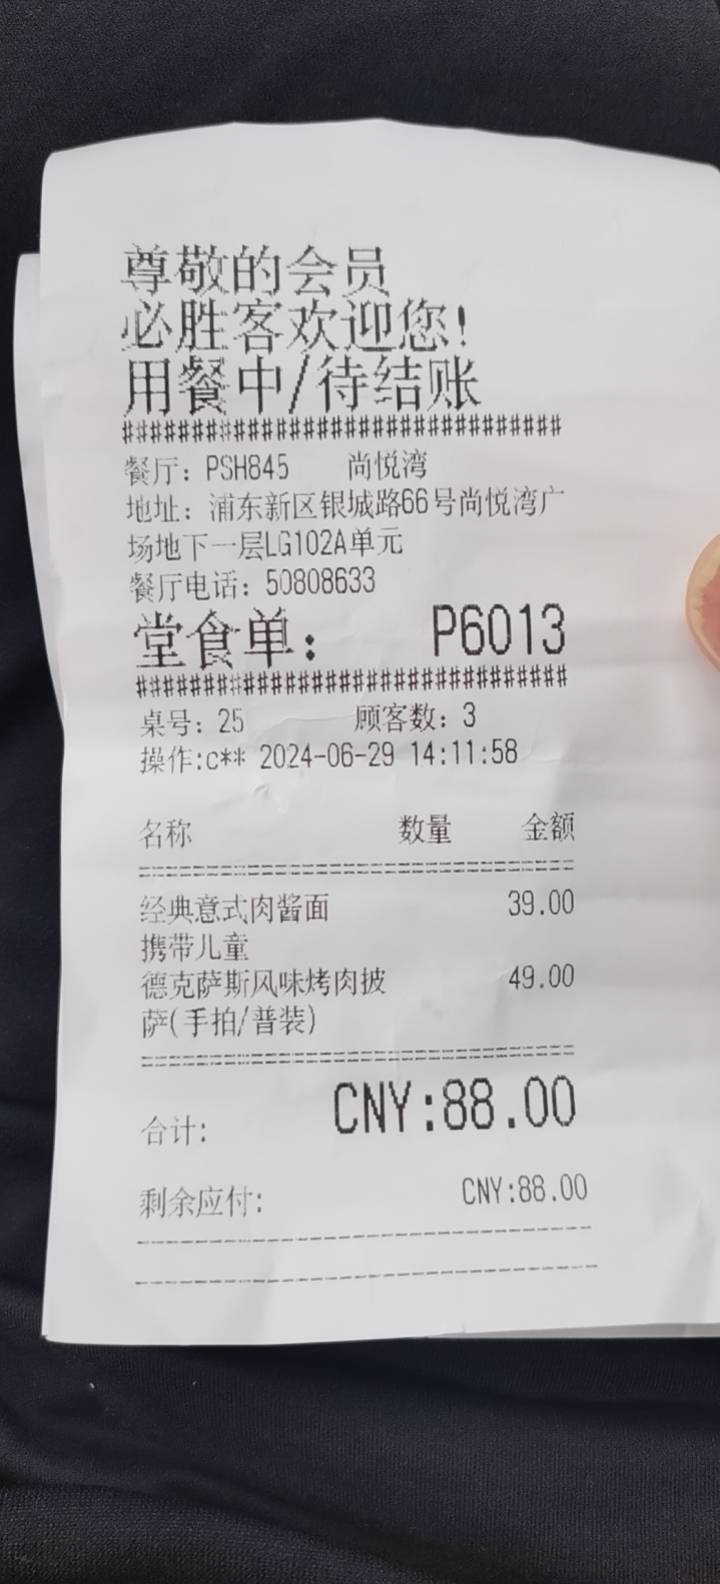 尊敬的会员
必胜客欢迎您!
用餐中/待结账
########################################
餐厅: PSH845 尚悦湾
地址: 浦东新区银城路66号尚悦湾广
场地下一层LG102A单元
餐厅电话: 50808633
堂食单: P6013
########################################
桌号: 25 顾客数: 3
操作:c** 2024-06-29 14:11:58
名称 数量 金额
经典意式肉酱面 39.00
携带儿童
德克萨斯风味烤肉披 49.00
萨(手拍/普装)
合计: CNY:88.00
剩余应付: CNY:88.00